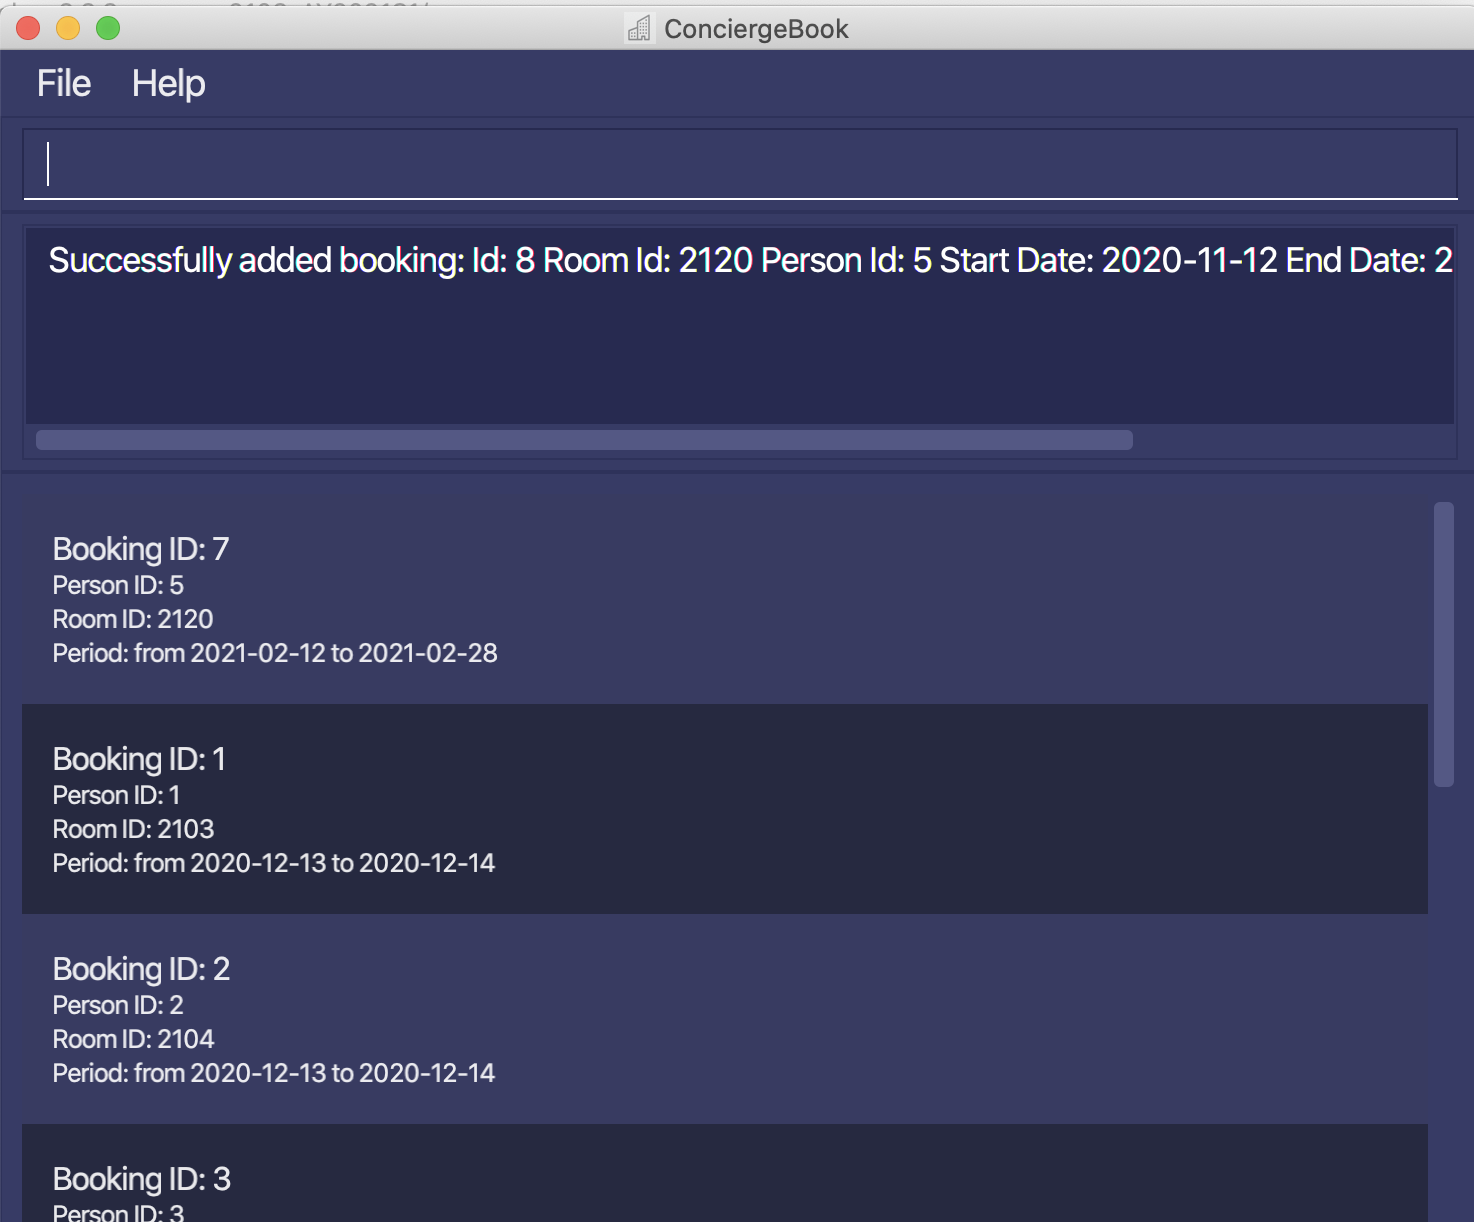 ConciergeBook
File Help
Successfully added booking: Id: 8 Room Id: 2120 Person Id: 5 Start Date: 2020-11-12 End Date: 2
Booking ID: 7
Person ID: 5
Room ID: 2120
Period: from 2021-02-12 to 2021-02-28
Booking ID: 1
Person ID: 1
Room ID: 2103
Period: from 2020-12-13 to 2020-12-14
Booking ID: 2
Person ID: 2
Room ID: 2104
Period: from 2020-12-13 to 2020-12-14
Booking ID: 3
Person ID: 3